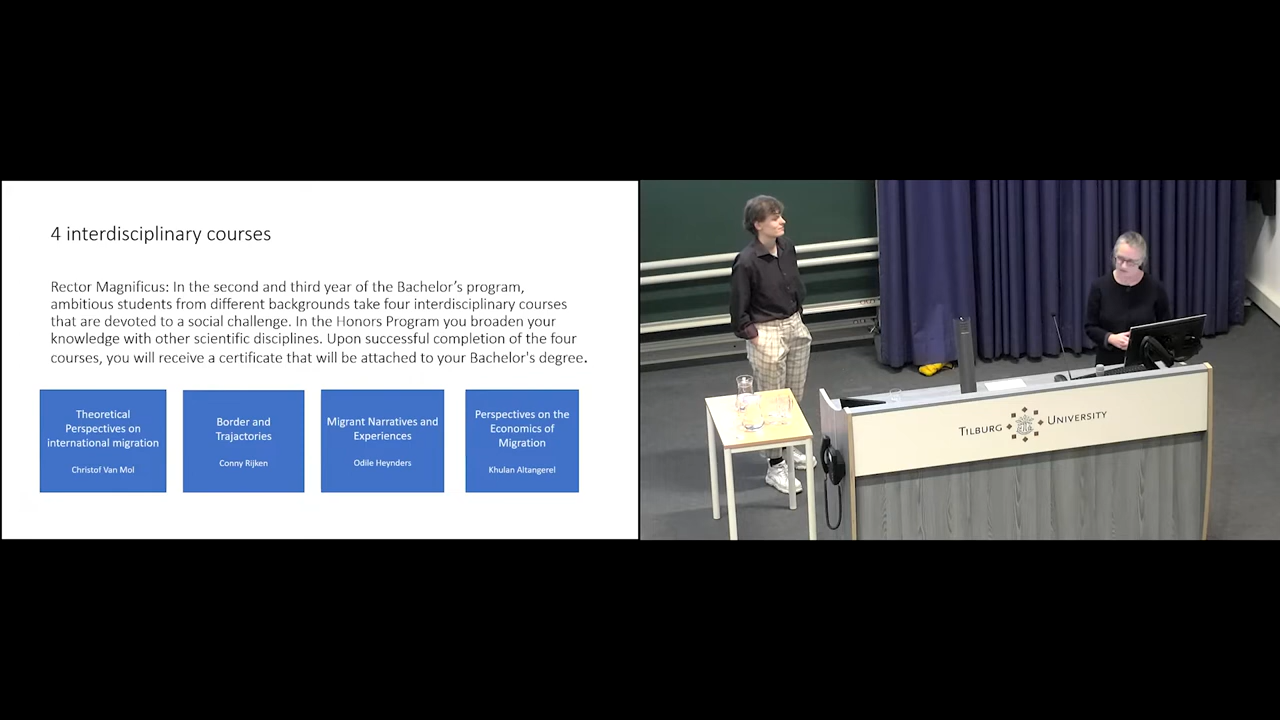 4 interdisciplinary courses
Rector Magnificus: In the second and third year of the Bachelor’s program,
ambitious students from different backgrounds take four interdisciplinary courses
that are devoted to a social challenge. In the Honors Program you broaden your
knowledge with other scientific disciplines. Upon successful completion of the four
courses, you will receive a certificate that will be attached to your Bachelor's degree.
Theoretical
Perspectives on
international migration
Christof Van Mol
Border and
Trajactories
Conny Rijken
Migrant Narratives and
Experiences
Odile Heynders
Perspectives on the
Economics of
Migration
Khulan Altangerel
TILBURG UNIVERSITY